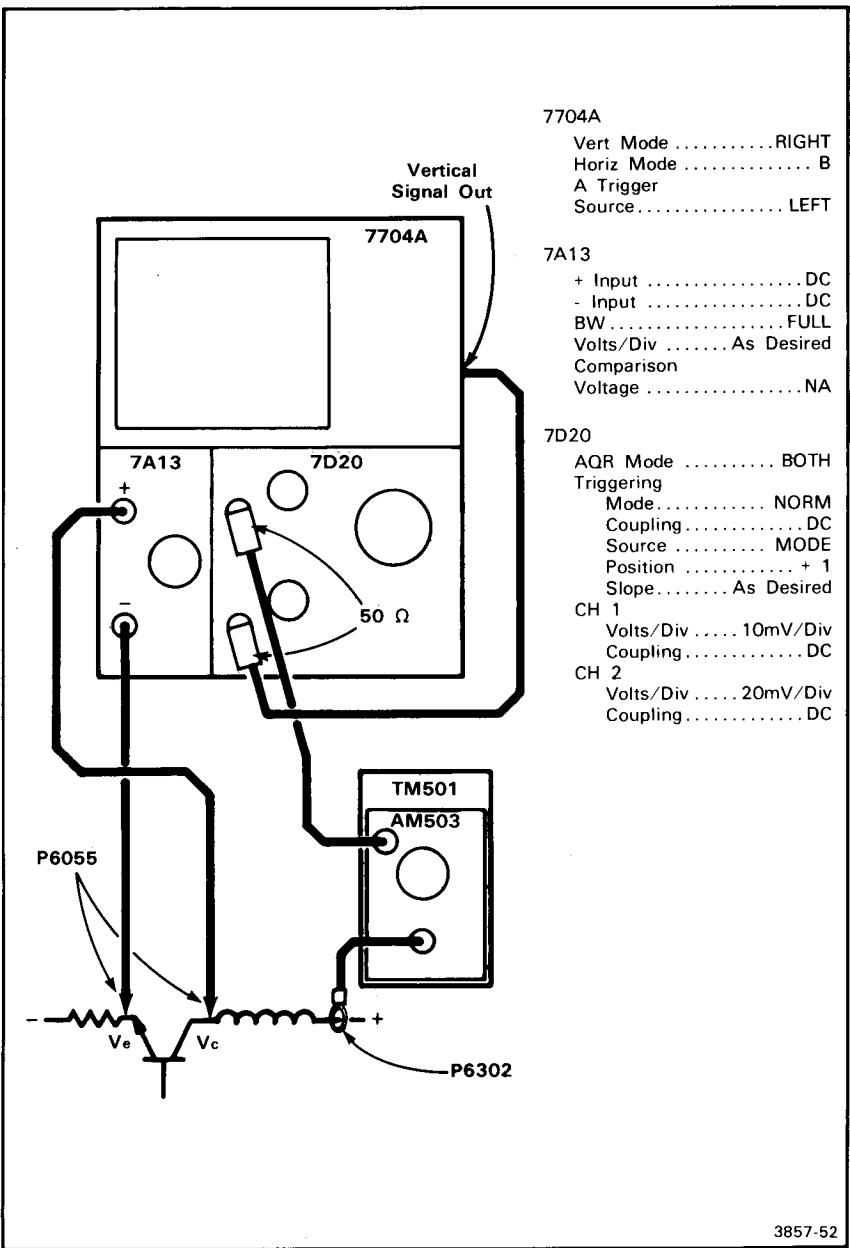 Vertical
Signal Out
7704A
7A13
7D20
+
–
50 Ω
TM501
AM503
P6055
–
Ve
Vc
+
P6302
7704A
Vert Mode ...........RIGHT
Horiz Mode .............. B
A Trigger
Source................ LEFT
7A13
+ Input .................DC
- Input .................DC
BW...................FULL
Volts/Div .......As Desired
Comparison
Voltage .................NA
7D20
AQR Mode .......... BOTH
Triggering
Mode............NORM
Coupling............DC
Source .......... MODE
Position ............+ 1
Slope........As Desired
CH 1
Volts/Div .....10mV/Div
Coupling............DC
CH 2
Volts/Div .....20mV/Div
Coupling............DC
3857-52